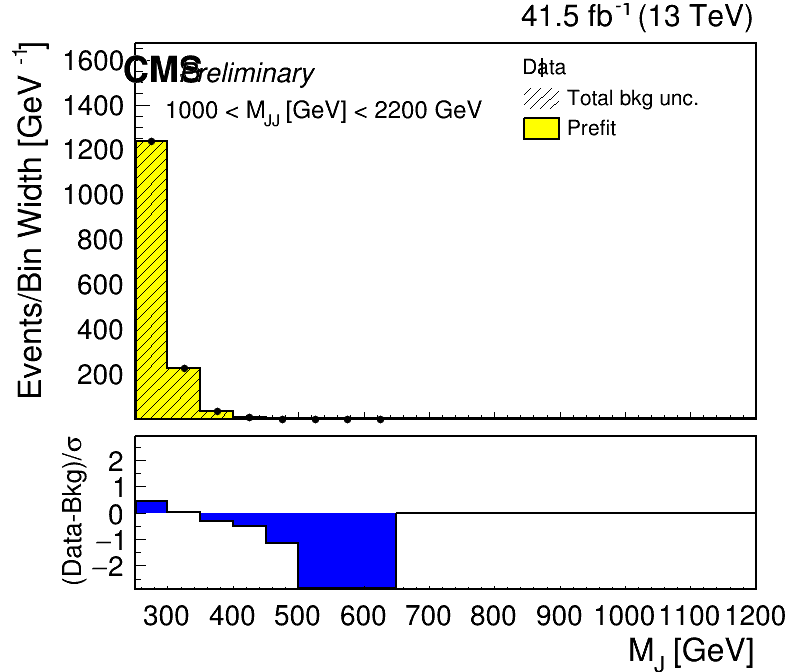 41.5 fb-1 (13 TeV)
CMS Preliminary
1000 < MJJ [GeV] < 2200 GeV
Data
Total bkg unc.
Prefit
Events/Bin Width [GeV-1]
1600
1400
1200
1000
800
600
400
200
(Data-Bkg)/σ
2
1
0
−1
−2
300 400 500 600 700 800 900 1000 1100 1200
MJ [GeV]